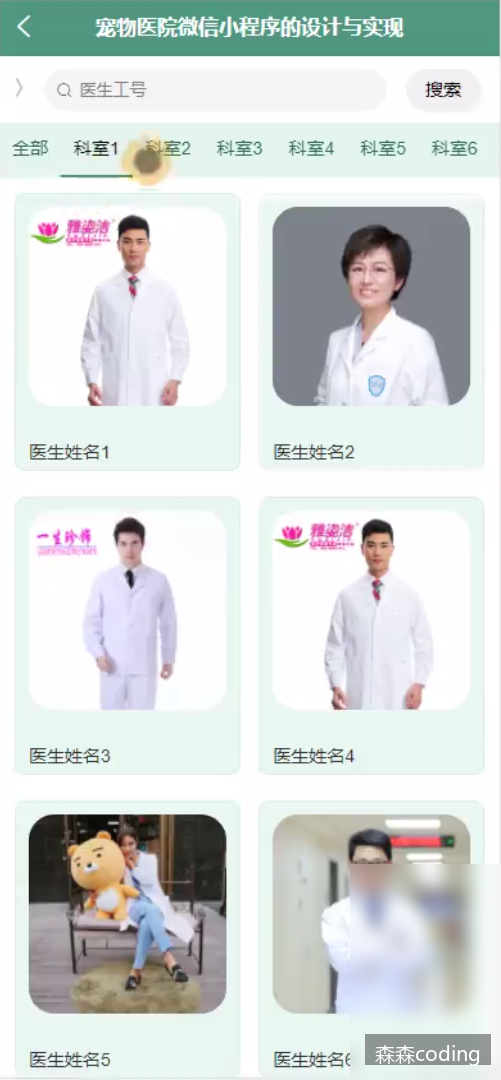 宠物医院微信小程序的设计与实现
医生工号
搜索
全部 科室1 科室2 科室3 科室4 科室5 科室6
雅姿洁
医生姓名1
医生姓名2
一生珍飾
医生姓名3
雅姿洁
医生姓名4
医生姓名5
医生姓名6
森森coding